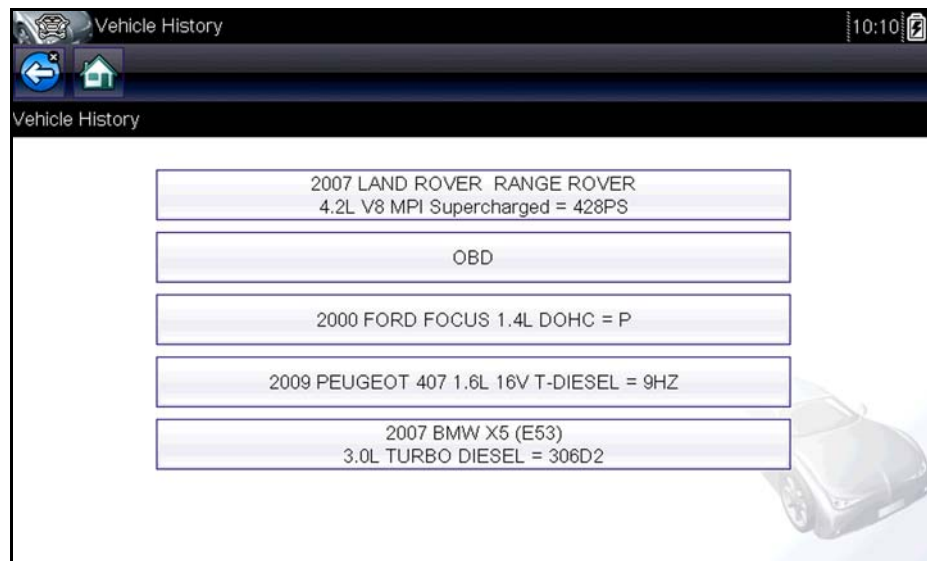 Vehicle History
10:10
Vehicle History
2007 LAND ROVER RANGE ROVER
4.2L V8 MPI Supercharged = 428PS
OBD
2000 FORD FOCUS 1.4L DOHC = P
2009 PEUGEOT 407 1.6L 16V T-DIESEL = 9HZ
2007 BMW X5 (E53)
3.0L TURBO DIESEL = 306D2